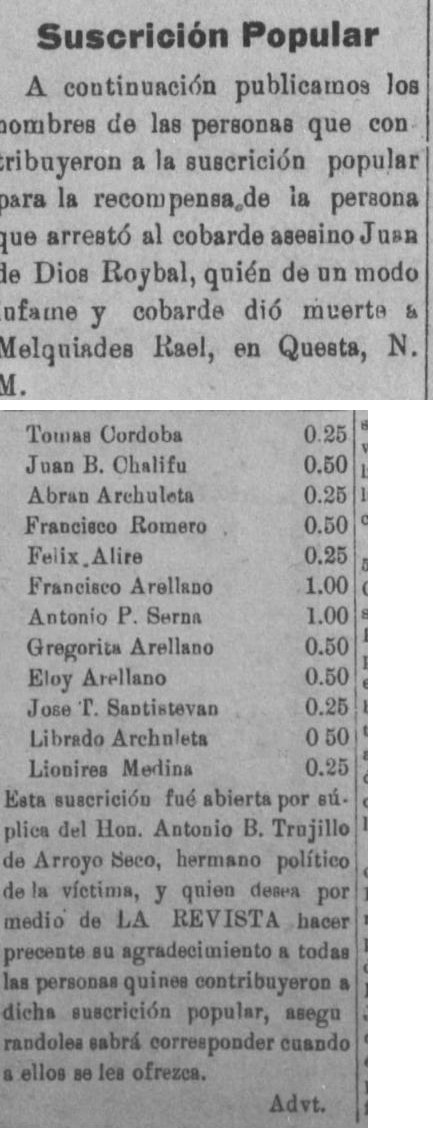 Suscrición Popular
A continuación publicamos los
nombres de las personas que con-
tribuyeron a la suscrición popular
para la recompensa de la persona
que arrestó al cobarde asesino Juan
de Dios Roybal, quién de un modo
infame y cobarde dió muerte a
Melquiades Rael, en Questa, N.
M.
Tomas Cordoba 0.25
Juan B. Chalifu 0.50
Abran Archuleta 0.25
Francisco Romero 0.50
Felix Alire 0.25
Francisco Arellano 1.00
Antonio P. Serna 1.00
Gregorita Arellano 0.50
Eloy Arellano 0.50
Jose T. Santistevan 0.25
Librado Archuleta 0 50
Lionires Medina 0.25
Esta suscrición fué abierta por sú-
plica del Hon. Antonio B. Trujillo
de Arroyo Seco, hermano político
de la víctima, y quien desea por
medio de LA REVISTA hacer
precente su agradecimiento a todas
las personas quines contribuyeron a
dicha suscrición popular, asegu
randoles sabrá corresponder cuando
a ellos se les ofrezca.
Advt.